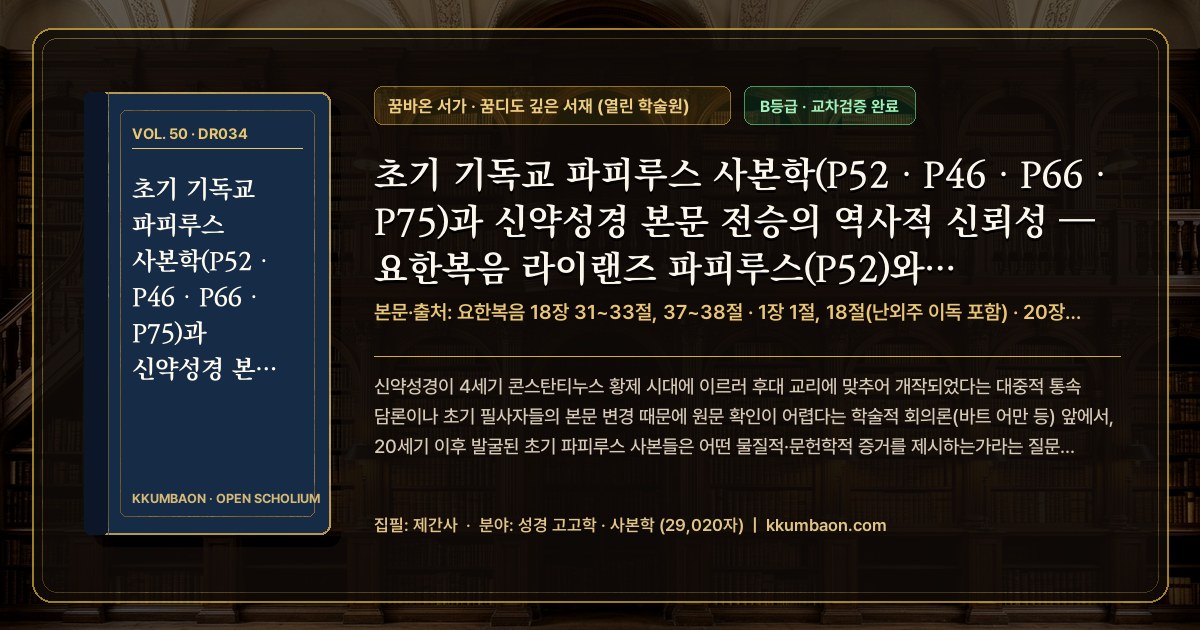 VOL. 50 · DR034
초기 기독교
파피루스
사본학(P52 ·
P46 · P66 ·
P75)과
신약성경 본…
KKUMBAON · OPEN SCHOLIUM
꿈바온 서가 · 꿈디도 깊은 서재 (열린 학술원)
B등급 · 교차검증 완료
초기 기독교 파피루스 사본학(P52 · P46 · P66 ·
P75)과 신약성경 본문 전승의 역사적 신뢰성 —
요한복음 라이랜즈 파피루스(P52)와…
본문·출처: 요한복음 18장 31~33절, 37~38절 · 1장 1절, 18절(난외주 이독 포함) · 20장…
신약성경이 4세기 콘스탄티누스 황제 시대에 이르러 후대 교리에 맞추어 개작되었다는 대중적 통속
담론이나 초기 필사자들의 본문 변경 때문에 원문 확인이 어렵다는 학술적 회의론(바트 어만 등) 앞에서,
20세기 이후 발굴된 초기 파피루스 사본들은 어떤 물질적·문헌학적 증거를 제시하는가라는 질문…
집필: 제간사 · 분야: 성경 고고학 · 사본학 (29,020자) | kkumbaon.com